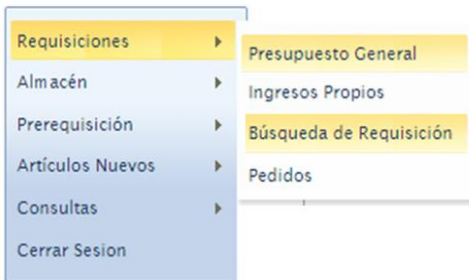 Requisiciones
Almacén
Prerequisición
Artículos Nuevos
Consultas
Cerrar Sesion
Presupuesto General
Ingresos Propios
Búsqueda de Requisición
Pedidos